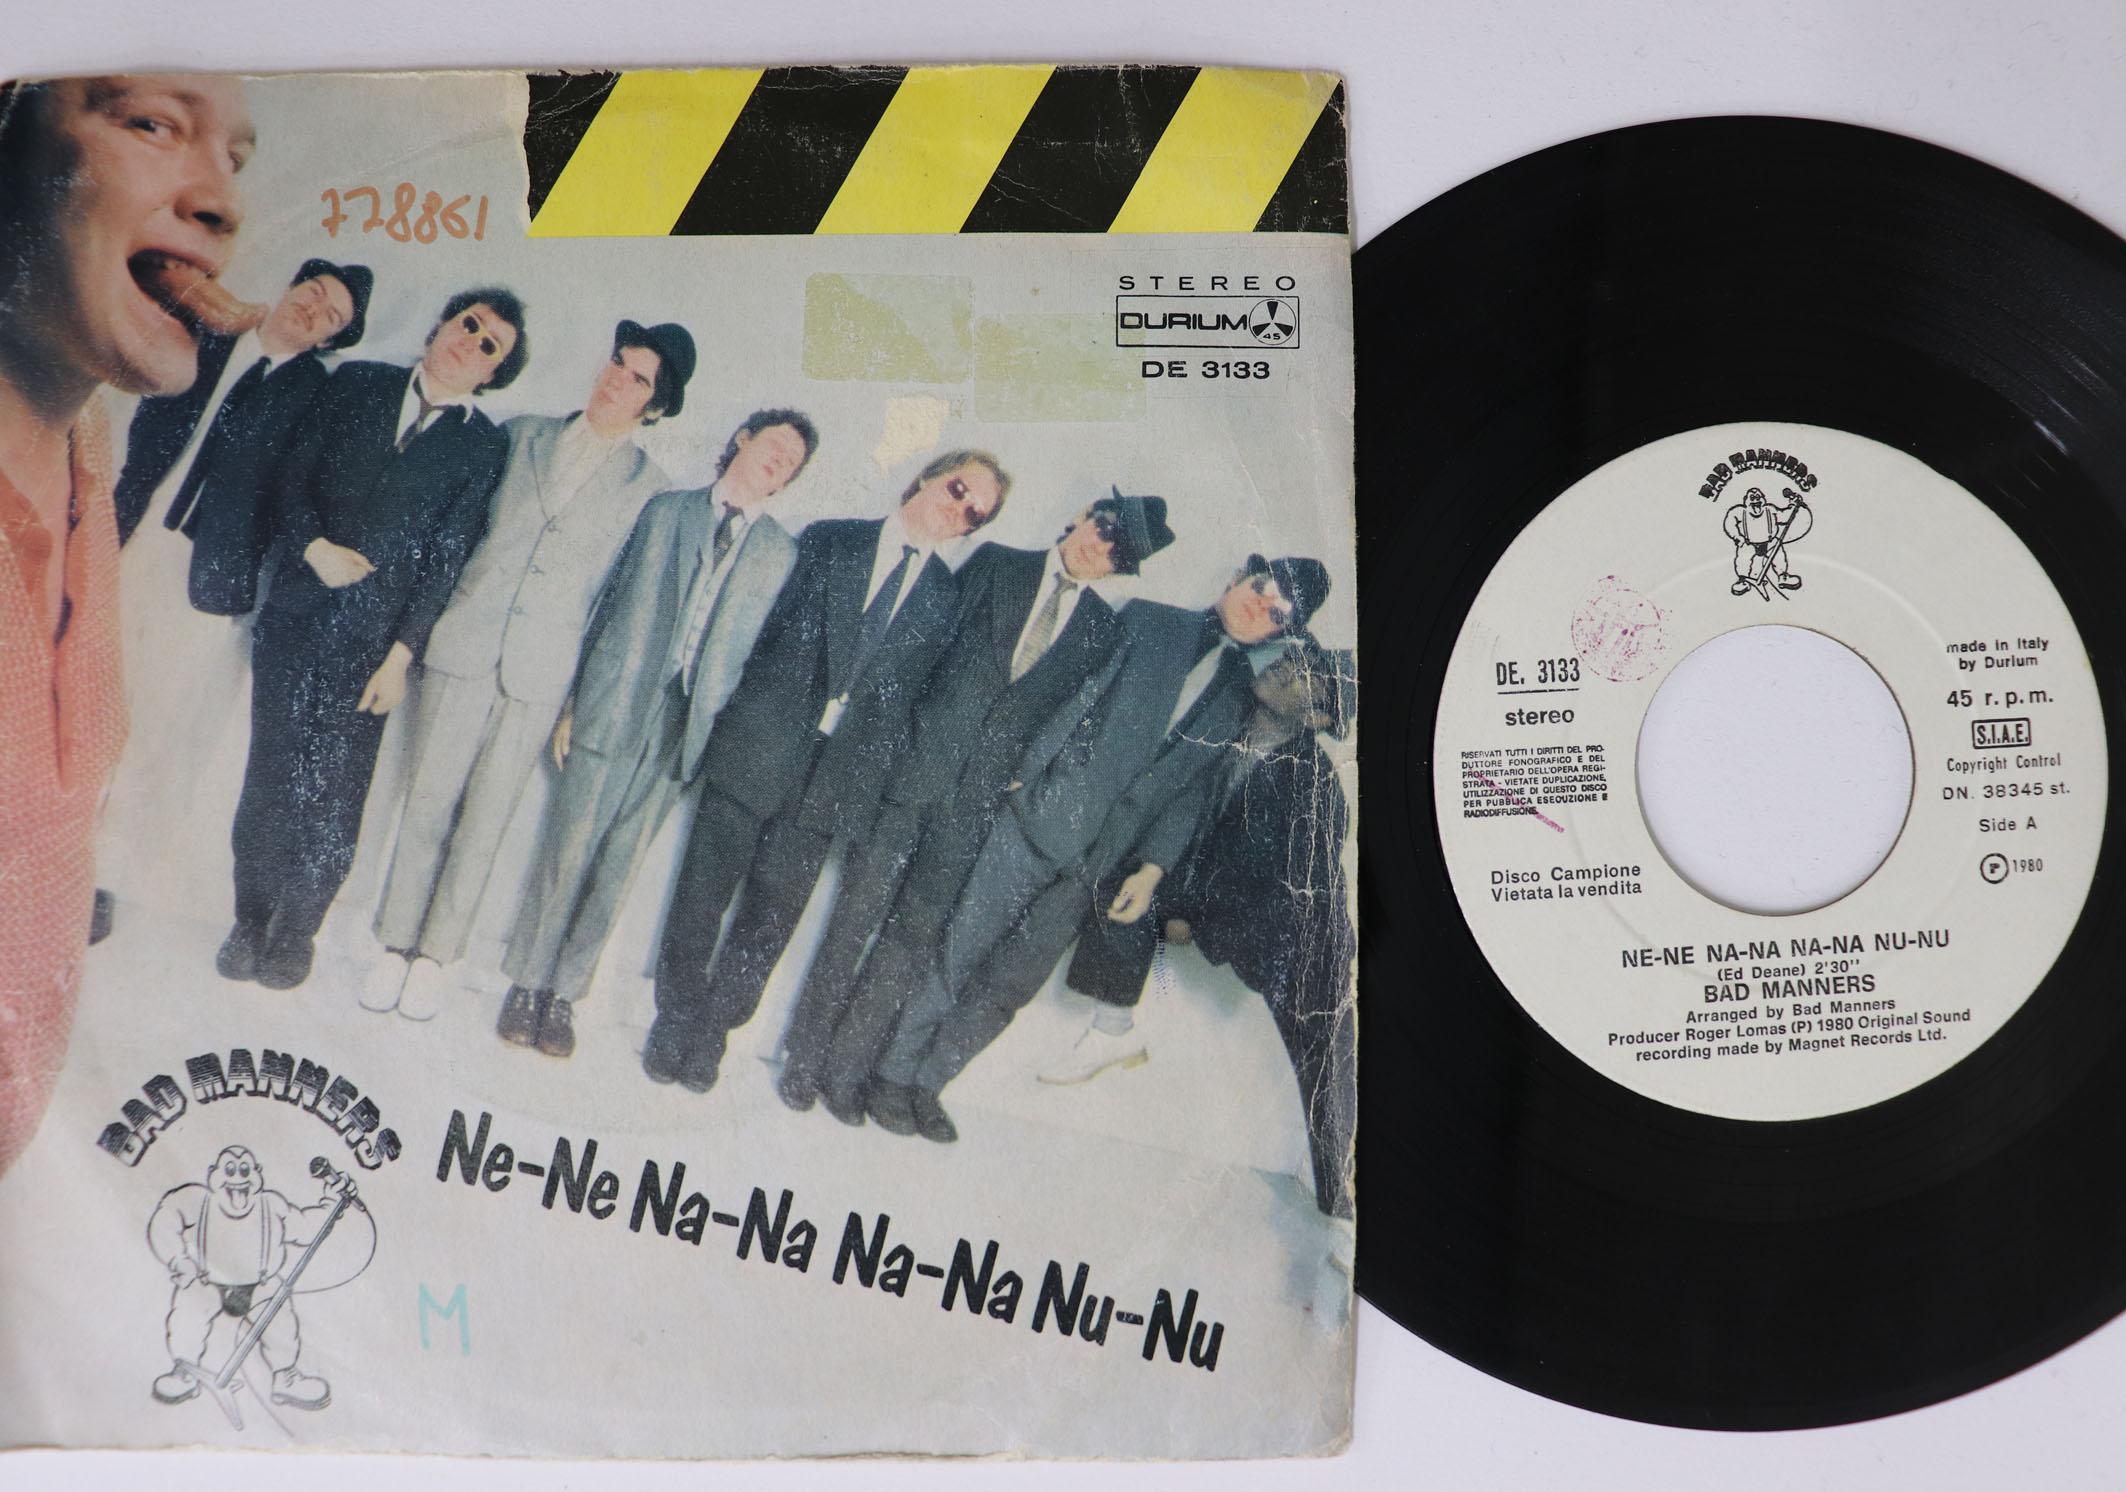 778861
STEREO
DURIUM 45
DE 3133
BAD MANNERS
Ne-Ne Na-Na Na-Na Nu-Nu
M
BAD MANNERS
DE. 3133
stereo
RISERVATI TUTTI I DIRITTI DEL PRO-
DUTTORE FONOGRAFICO E DEL
PROPRIETARIO DELL'OPERA REGI-
STRATA - VIETATE DUPLICAZIONE,
UTILIZZAZIONE DI QUESTO DISCO
PER PUBBLICA ESECUZIONE E
RADIODIFFUSIONE.
Disco Campione
Vietata la vendita
made in Italy
by Durium
45 r.p.m.
S.I.A.E.
Copyright Control
DN. 38345 st.
Side A
℗ 1980
NE-NE NA-NA NA-NA NU-NU
(Ed Deane) 2'30''
BAD MANNERS
Arranged by Bad Manners
Producer Roger Lomas (P) 1980 Original Sound
recording made by Magnet Records Ltd.